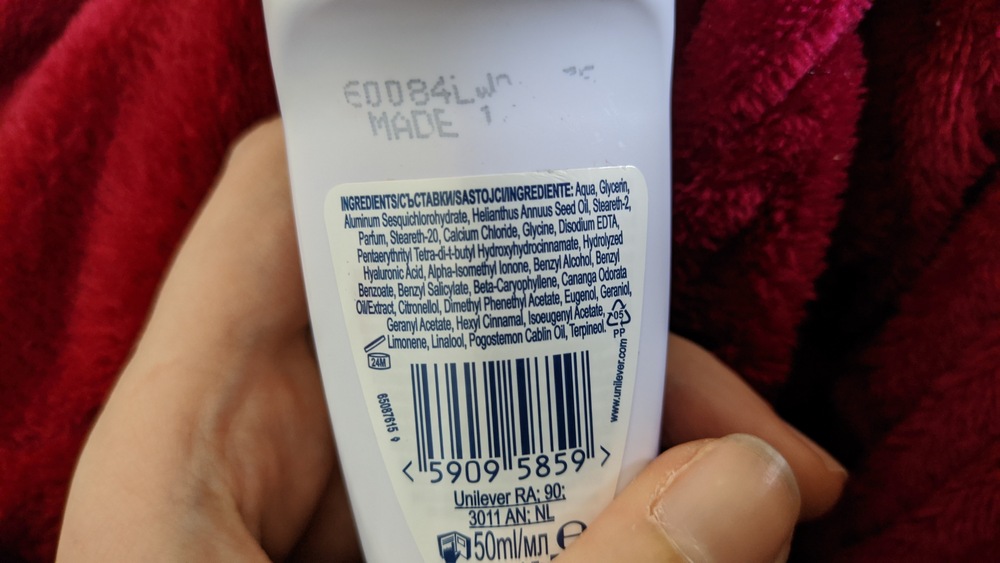 60084L
MADE 1
INGREDIENTS/СЪСТАВКИ/SASTOJCI/INGREDIENTE: Aqua, Glycerin,
Aluminum Sesquichlorohydrate, Helianthus Annuus Seed Oil, Steareth-2,
Parfum, Steareth-20, Calcium Chloride, Glycine, Disodium EDTA,
Pentaerythrityl Tetra-di-t-butyl Hydroxyhydrocinnamate, Hydrolyzed
Hyaluronic Acid, Alpha-Isomethyl Ionone, Benzyl Alcohol, Benzyl
Benzoate, Benzyl Salicylate, Beta-Caryophyllene, Cananga Odorata
Oil/Extract, Citronellol, Dimethyl Phenethyl Acetate, Eugenol, Geraniol,
Geranyl Acetate, Hexyl Cinnamal, Isoeugenyl Acetate,
Limonene, Linalool, Pogostemon Cablin Oil, Terpineol.
05
PP
24M
65087615
www.unilever.com
<5909 5859>
Unilever RA; 90;
3011 AN; NL
50ml/мл e